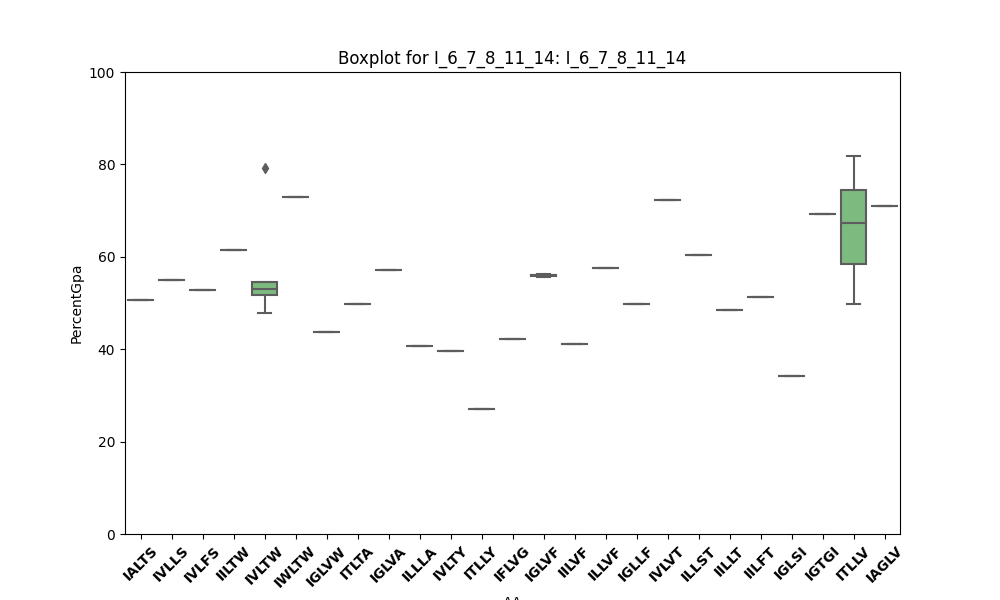 Boxplot for I_6_7_8_11_14: I_6_7_8_11_14
100
80
60
40
20
0
PercentGpa
IALTS
IVLLS
IVLFS
IILTW
IVLTW
IWLTW
IGLVW
ITLTA
IGLVA
ILLLA
IVLTY
ITLLY
IFLVG
IGLVF
IILVF
ILLVF
IGLLF
IVLVT
ILLST
IILLT
IILFT
IGLSI
IGTGI
ITLLV
IAGLV